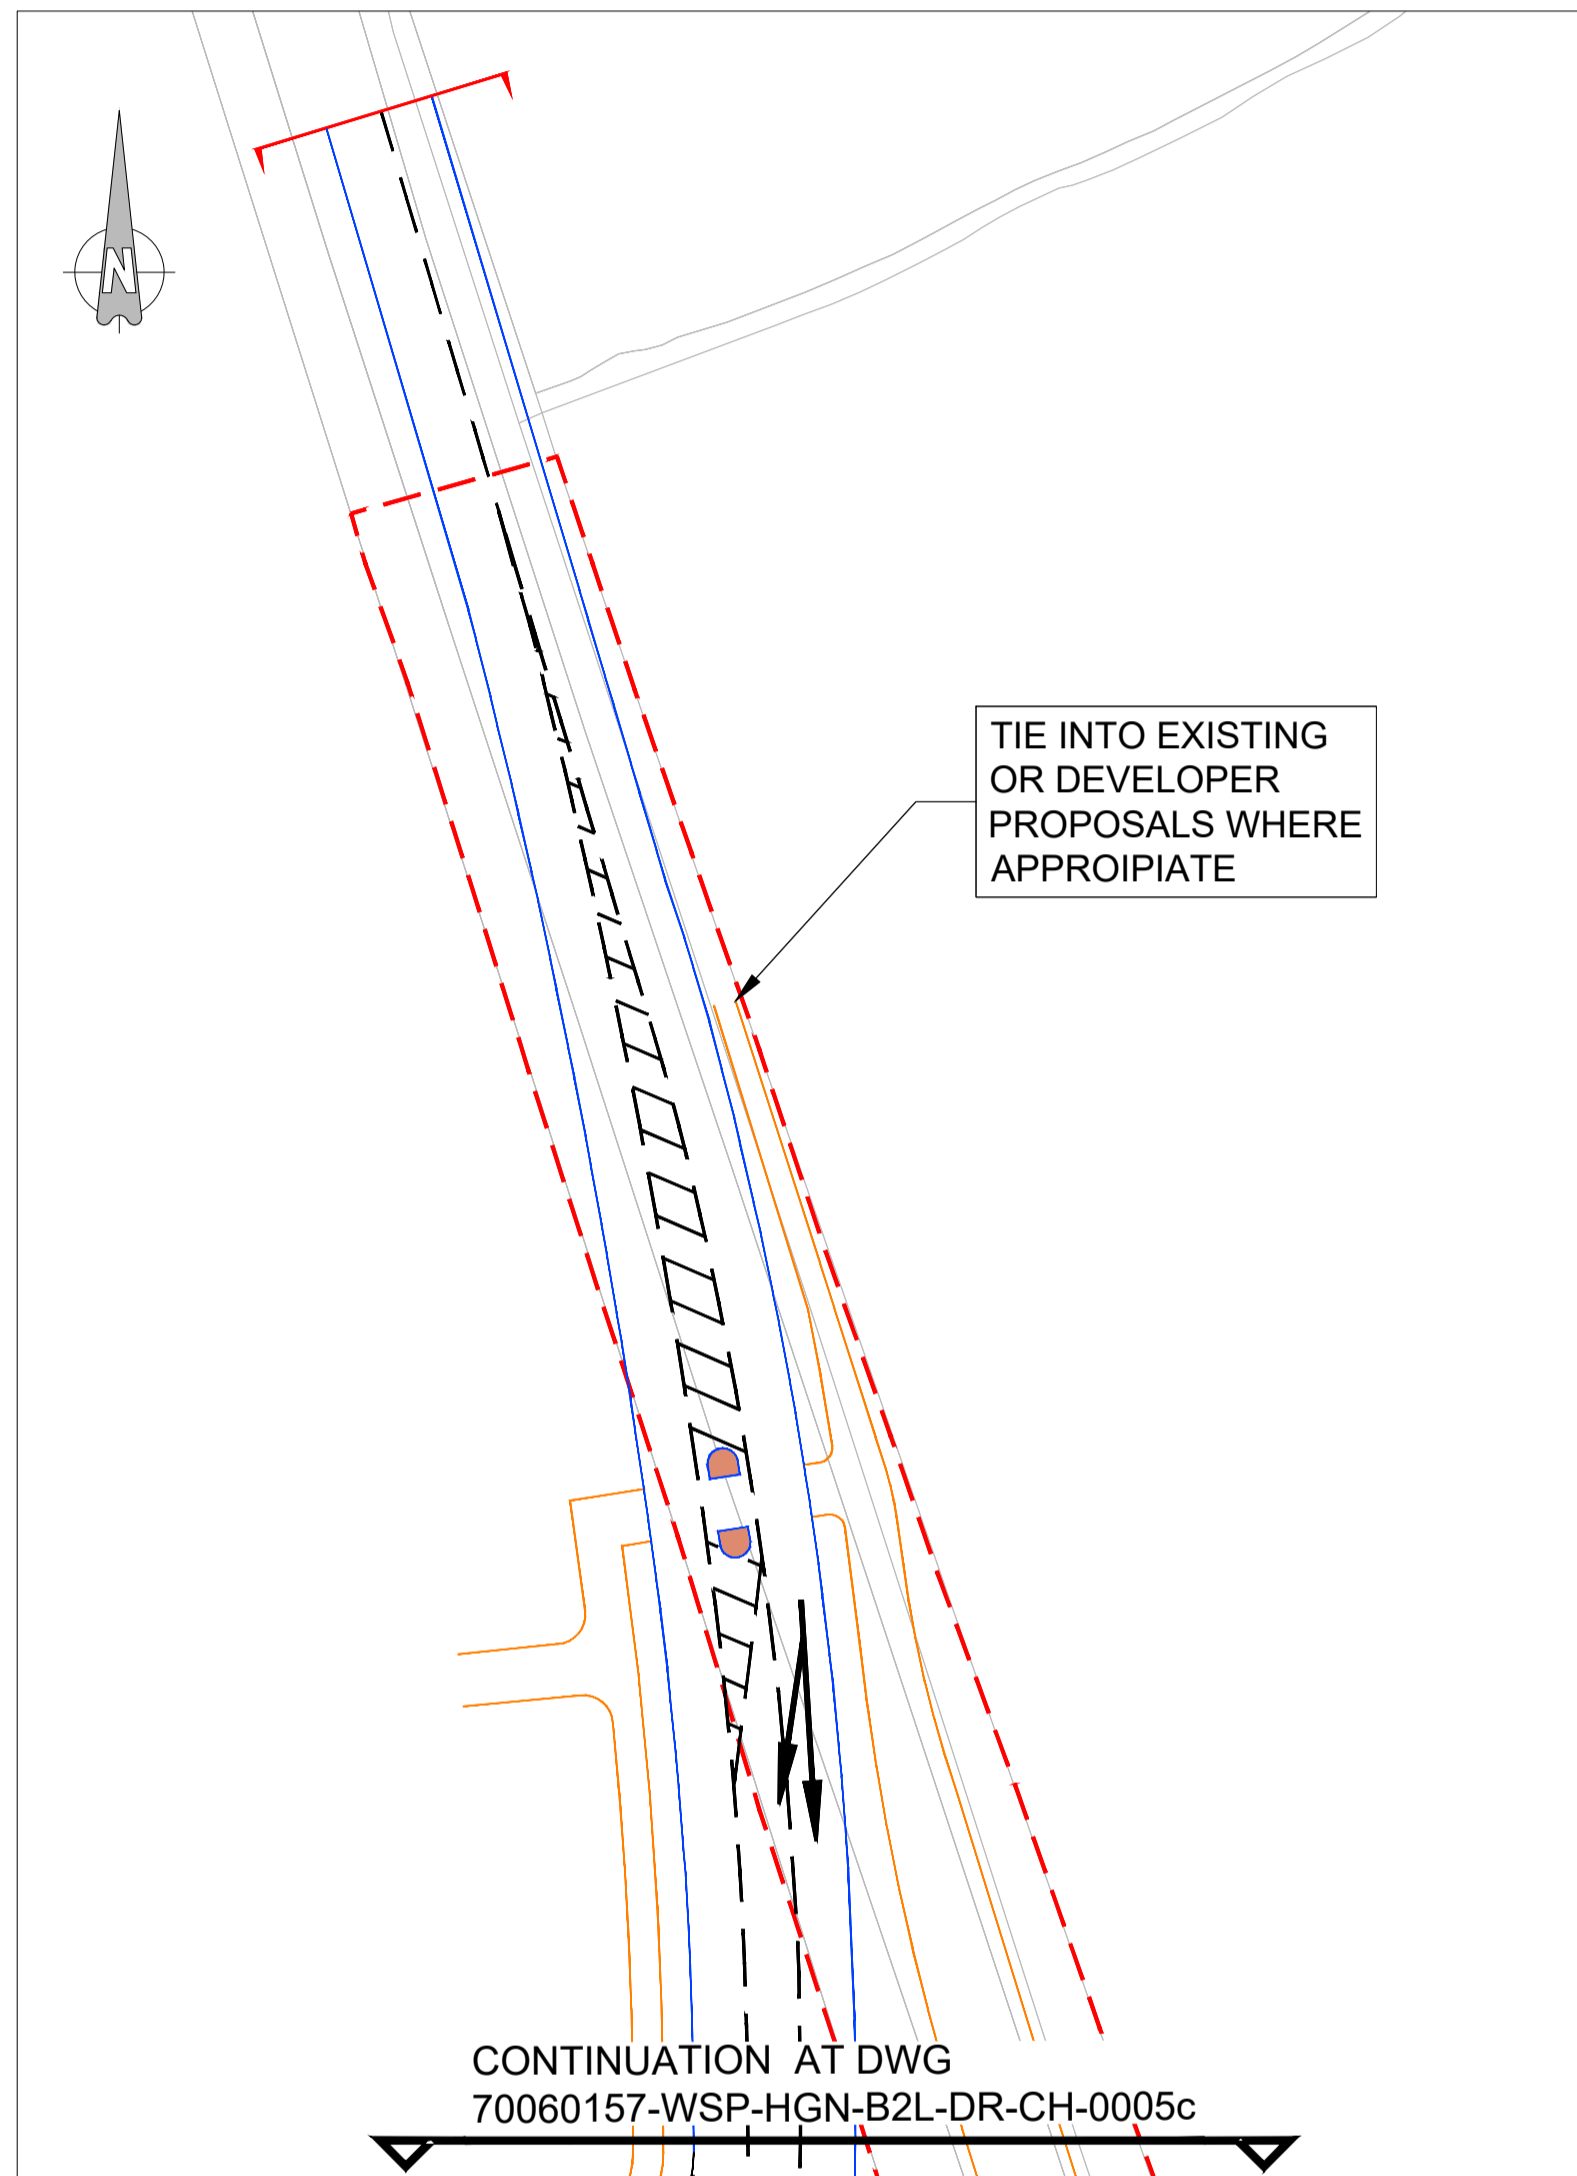 N
TIE INTO EXISTING
OR DEVELOPER
PROPOSALS WHERE
APPROIPIATE
CONTINUATION AT DWG
70060157-WSP-HGN-B2L-DR-CH-0005c